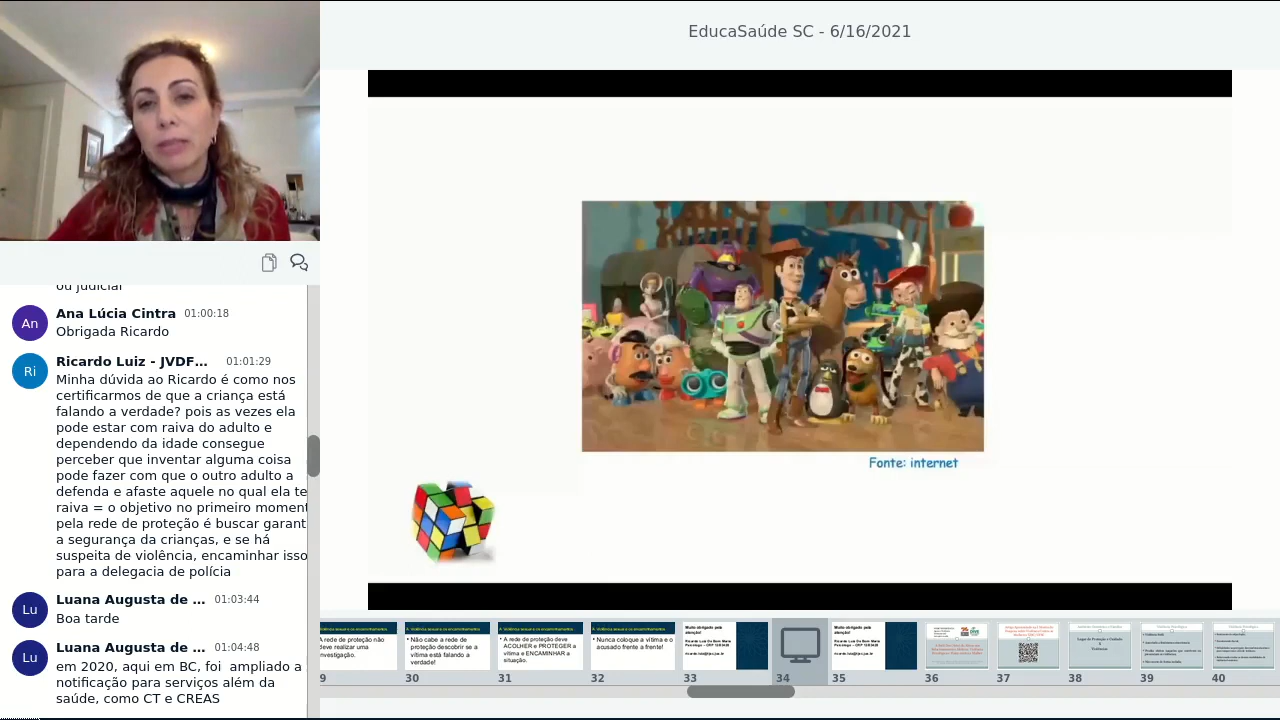 EducaSaúde SC - 6/16/2021
ou judicial
An
Ana Lúcia Cintra 01:00:18
Obrigada Ricardo
Ri
Ricardo Luiz - JVDF... 01:01:29
Minha dúvida ao Ricardo é como nos
certificarmos de que a criança está
falando a verdade? pois as vezes ela
pode estar com raiva do adulto e
dependendo da idade consegue
perceber que inventar alguma coisa
pode fazer com que o outro adulto a
defenda e afaste aquele no qual ela te
raiva = o objetivo no primeiro moment
pela rede de proteção é buscar garant
a segurança da crianças, e se há
suspeita de violência, encaminhar isso
para a delegacia de polícia
Lu
Luana Augusta de ... 01:03:44
Boa tarde
Lu
Luana Augusta de ... 01:04:46
em 2020, aqui em BC, foi ampliado a
notificação para serviços além da
saúde, como CT e CREAS
Fonte: internet
A rede de proteção não
deve realizar uma
investigação.
• Não cabe a rede de
proteção descobrir se a
vítima está falando a
verdade!
• A rede de proteção deve
ACOLHER e PROTEGER a
vítima e ENCAMINHAR a
situação.
• Nunca coloque a vítima e o
acusado frente a frente!
Muito obrigado pela
atenção!
Muito obrigado pela
atenção!
9 30 31 32 33 34 35 36 37 38 39 40